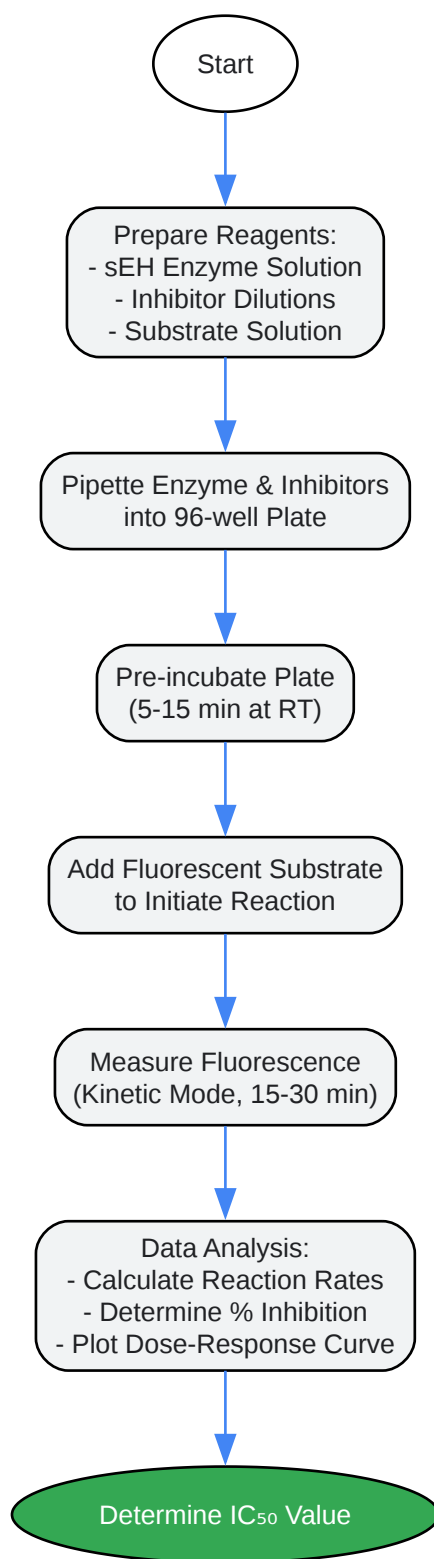 Start
Prepare Reagents:
- sEH Enzyme Solution
- Inhibitor Dilutions
- Substrate Solution
Pipette Enzyme & Inhibitors
into 96-well Plate
Pre-incubate Plate
(5-15 min at RT)
Add Fluorescent Substrate
to Initiate Reaction
Measure Fluorescence
(Kinetic Mode, 15-30 min)
Data Analysis:
- Calculate Reaction Rates
- Determine % Inhibition
- Plot Dose-Response Curve
Determine IC₅₀ Value